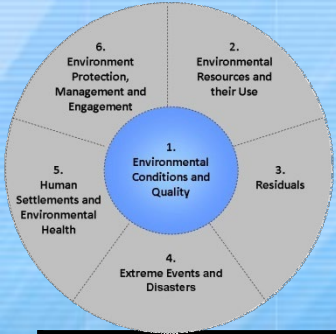 1.
Environmental
Conditions and
Quality
2.
Environmental
Resources and
their Use
3.
Residuals
4.
Extreme Events and
Disasters
5.
Human
Settlements and
Environmental
Health
6.
Environment
Protection,
Management and
Engagement